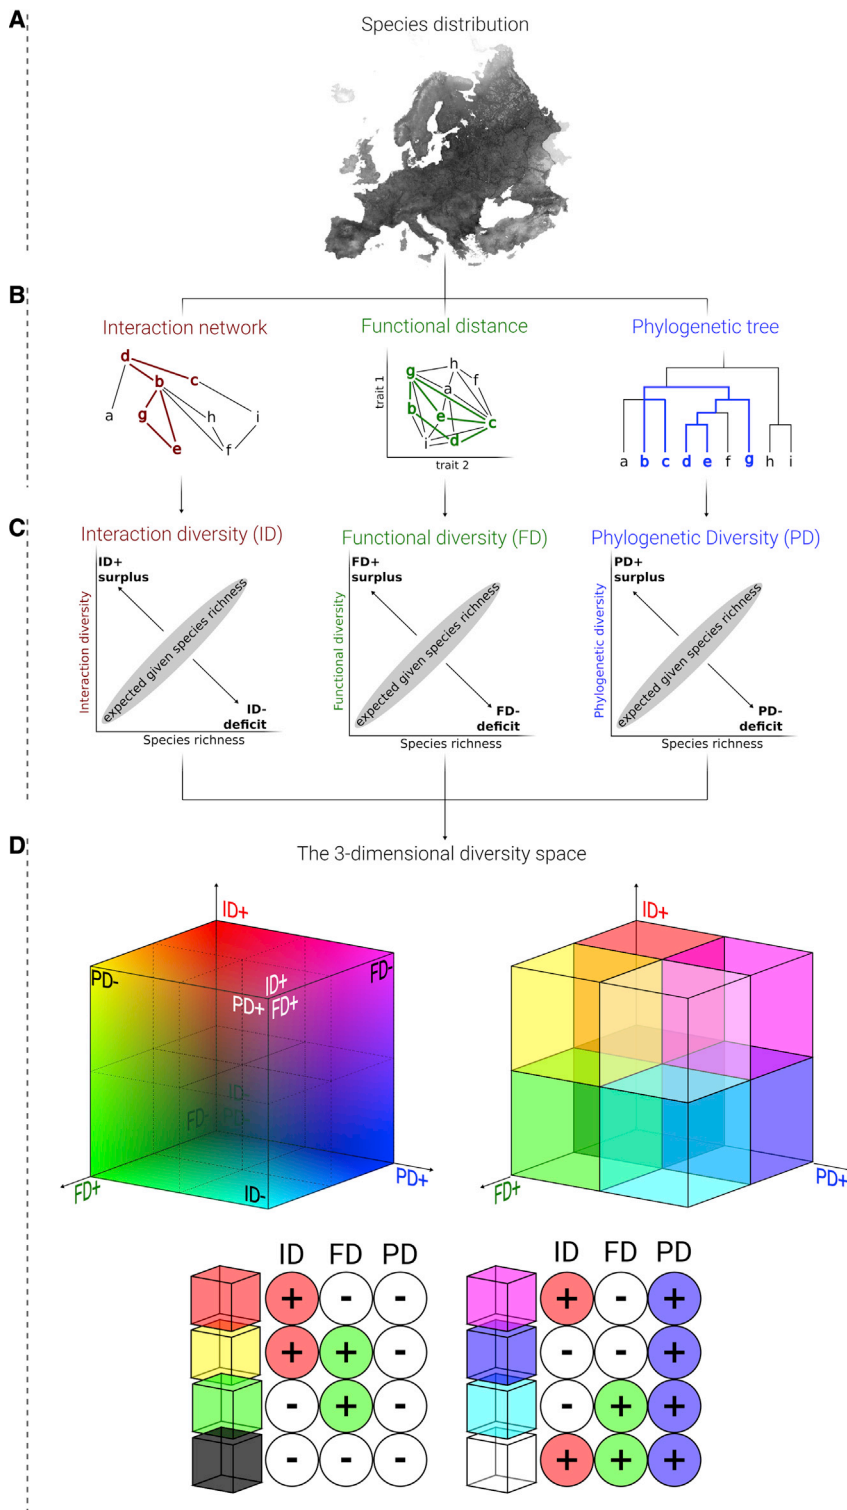 A
Species distribution
B
Interaction network
d
b
c
a
g
h
i
e
f
Functional distance
trait 1
g
h
a
f
b
e
c
i
d
trait 2
Phylogenetic tree
a b c d e f g h i
C
Interaction diversity (ID)
ID+
surplus
Interaction diversity
expected given species richness
ID-
deficit
Species richness
Functional diversity (FD)
FD+
surplus
Functional diversity
expected given species richness
FD-
deficit
Species richness
Phylogenetic Diversity (PD)
PD+
surplus
Phylogenetic diversity
expected given species richness
PD-
deficit
Species richness
D
The 3-dimensional diversity space
ID+
PD-
FD-
ID+
PD+ FD+
ID-
FD- PD-
FD+
ID-
PD+
ID+
FD+
PD+
ID FD PD
+ - -
+ + -
- + -
- - -
ID FD PD
+ - +
- - +
- + +
+ + +